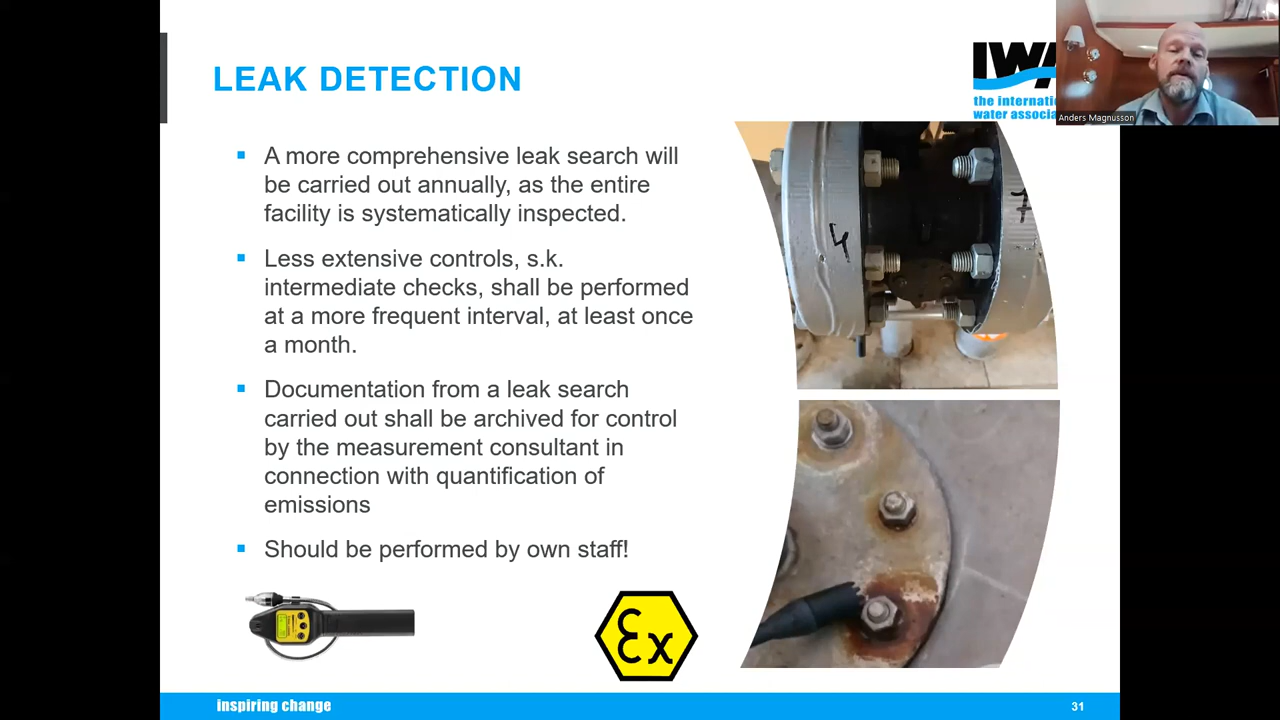 LEAK DETECTION
IWA
the internati
water associa
Anders Magnusson
A more comprehensive leak search will
be carried out annually, as the entire
facility is systematically inspected.
Less extensive controls, s.k.
intermediate checks, shall be performed
at a more frequent interval, at least once
a month.
Documentation from a leak search
carried out shall be archived for control
by the measurement consultant in
connection with quantification of
emissions
Should be performed by own staff!
4
7
Ex
inspiring change
31